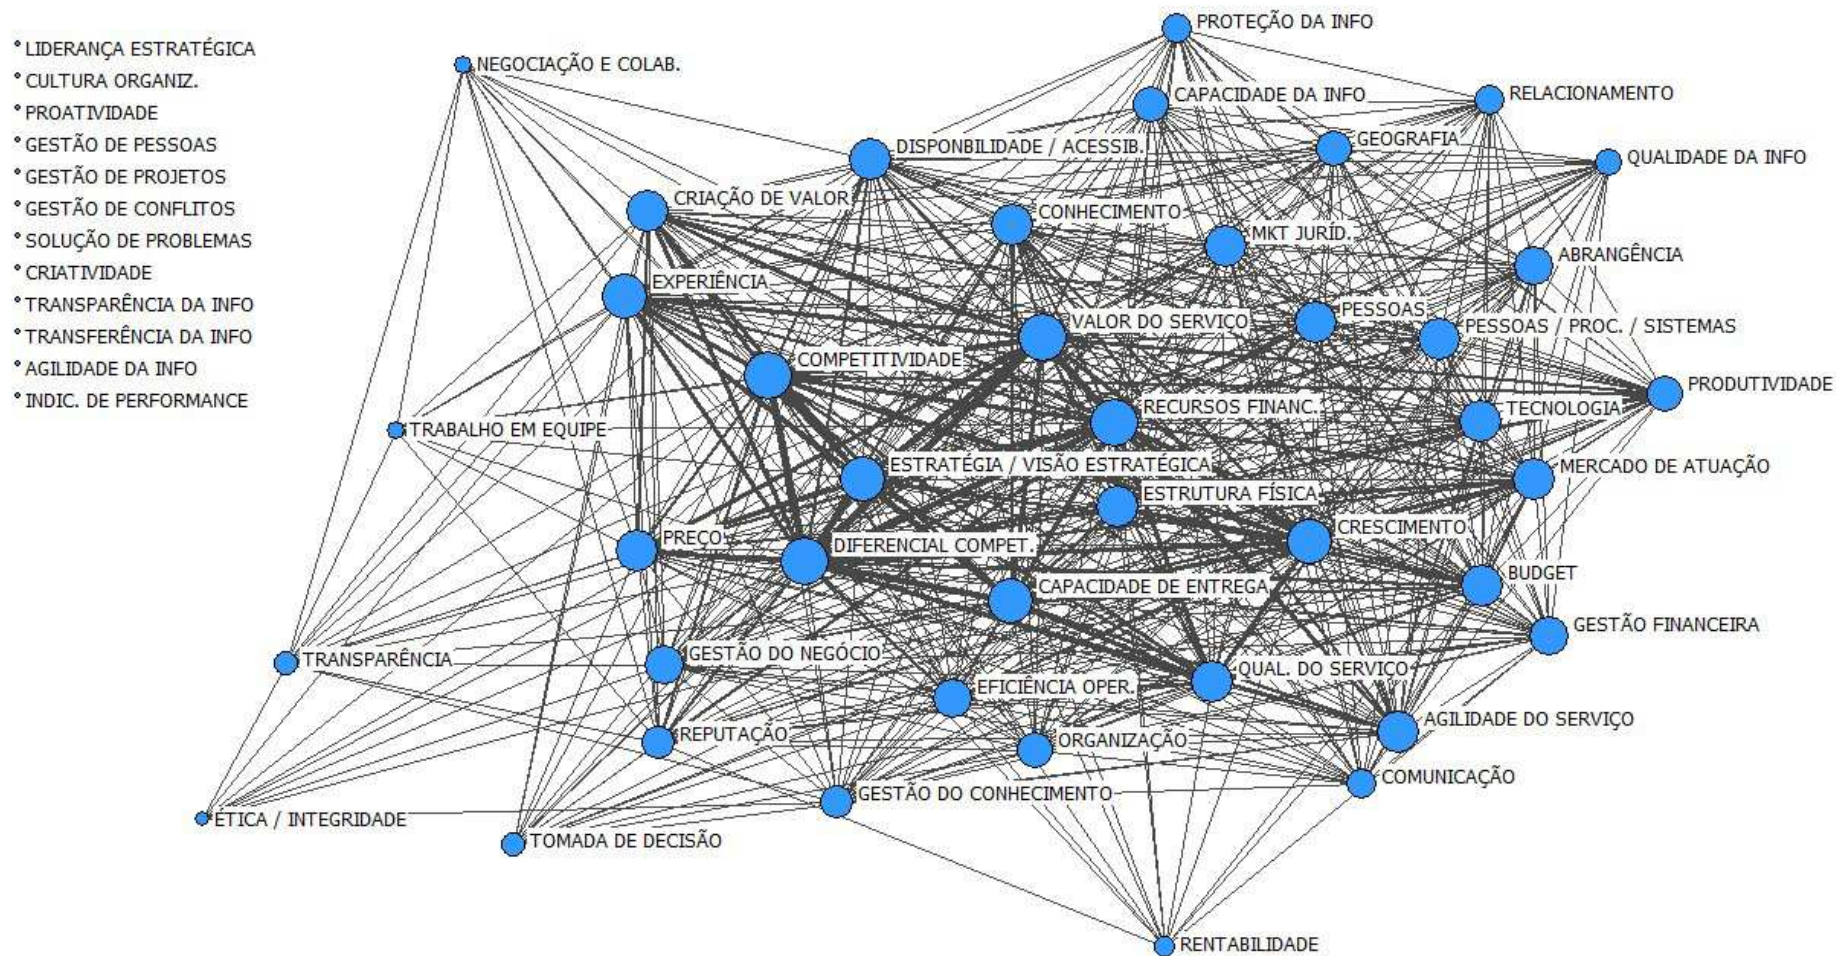 LIDERANÇA ESTRATÉGICA
CULTURA ORGANIZ.
PROATIVIDADE
GESTÃO DE PESSOAS
GESTÃO DE PROJETOS
GESTÃO DE CONFLITOS
SOLUÇÃO DE PROBLEMAS
CRIATIVIDADE
TRANSPARÊNCIA DA INFO
TRANSFERÊNCIA DA INFO
AGILIDADE DA INFO
INDIC. DE PERFORMANCE
PROTEÇÃO DA INFO
NEGOCIAÇÃO E COLAB.
CAPACIDADE DA INFO
RELACIONAMENTO
GEOGRAFIA
DISPONBILIDADE / ACESSIB.
QUALIDADE DA INFO
CRIAÇÃO DE VALOR
CONHECIMENTO
MKT JURÍD.
ABRANGÊNCIA
EXPERIÊNCIA
PESSOAS
VALOR DO SERVIÇO
PESSOAS / PROC. / SISTEMAS
COMPETITIVIDADE
PRODUTIVIDADE
RECURSOS FINANC.
TECNOLOGIA
TRABALHO EM EQUIPE
ESTRATÉGIA / VISÃO ESTRATÉGICA
MERCADO DE ATUAÇÃO
ESTRUTURA FÍSICA
CRESCIMENTO
PREÇO
DIFERENCIAL COMPET.
BUDGET
CAPACIDADE DE ENTREGA
GESTÃO FINANCEIRA
GESTÃO DO NEGÓCIO
TRANSPARÊNCIA
QUAL. DO SERVIÇO
EFICIÊNCIA OPER.
AGILIDADE DO SERVIÇO
REPUTAÇÃO
ORGANIZAÇÃO
COMUNICAÇÃO
GESTÃO DO CONHECIMENTO
ÉTICA / INTEGRIDADE
TOMADA DE DECISÃO
RENTABILIDADE